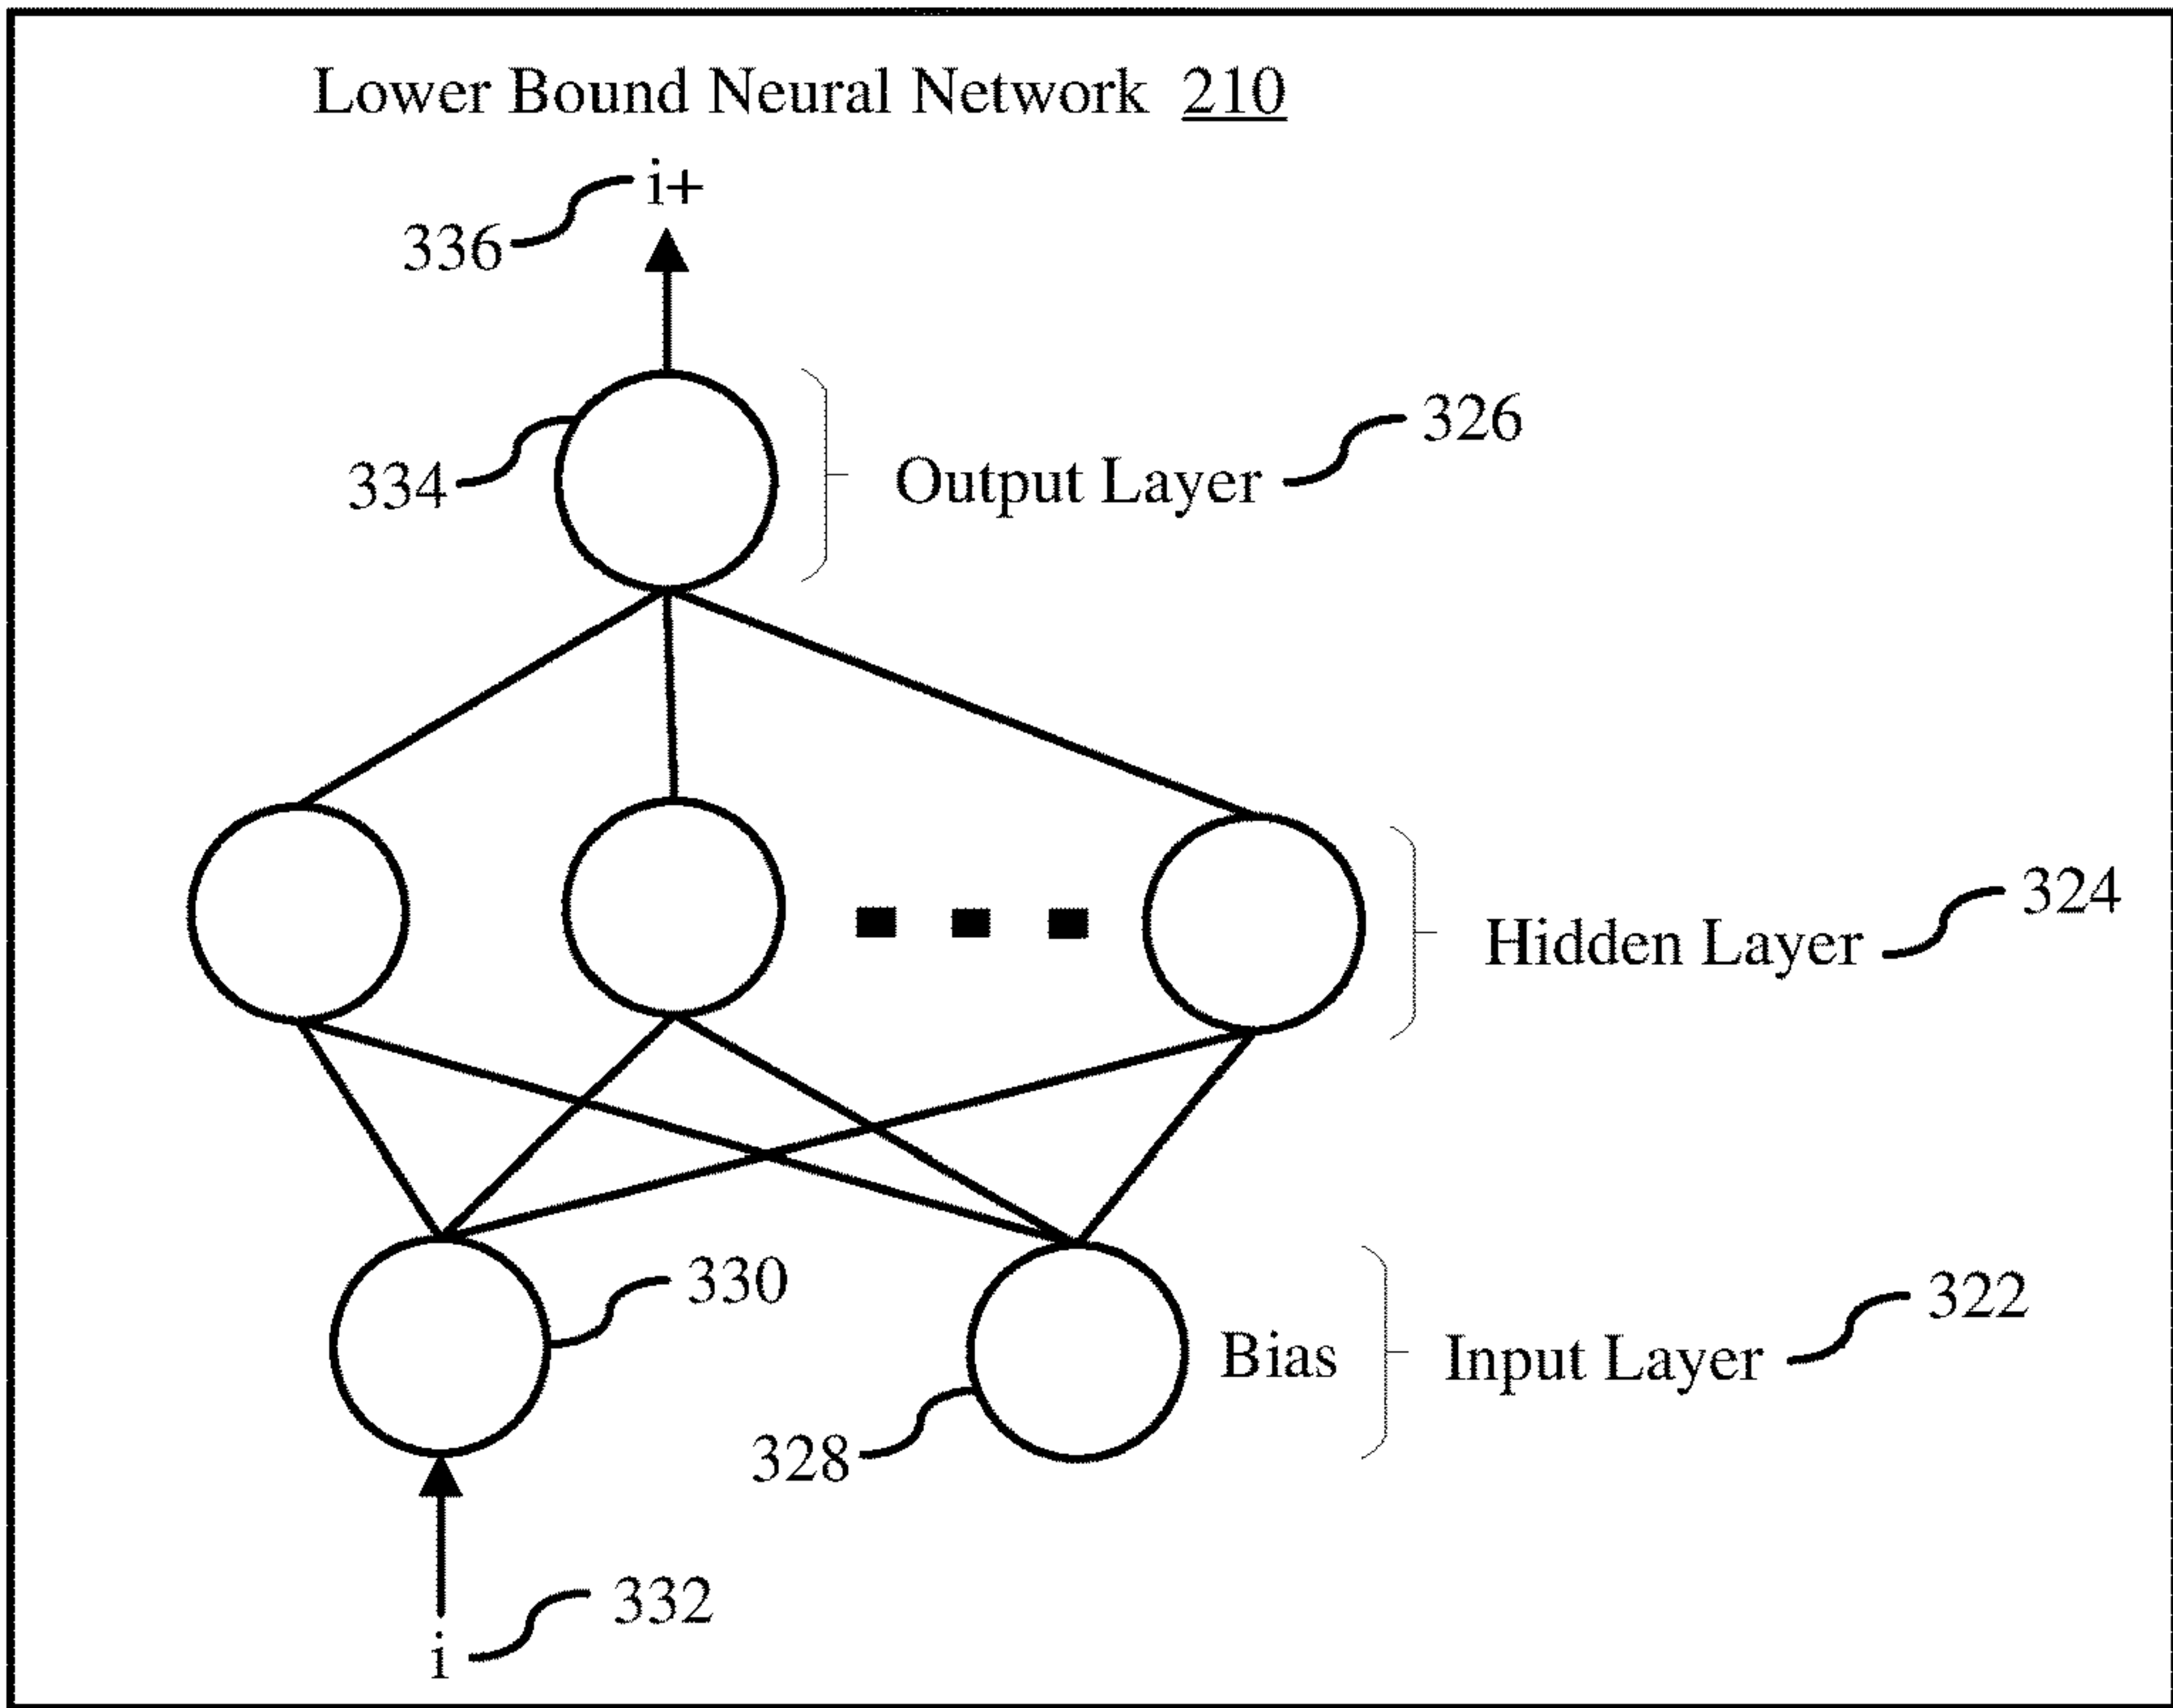 Lower Bound Neural Network 210
i+
336
326
334
Output Layer
324
Hidden Layer
330
322
Bias
Input Layer
328
332
i